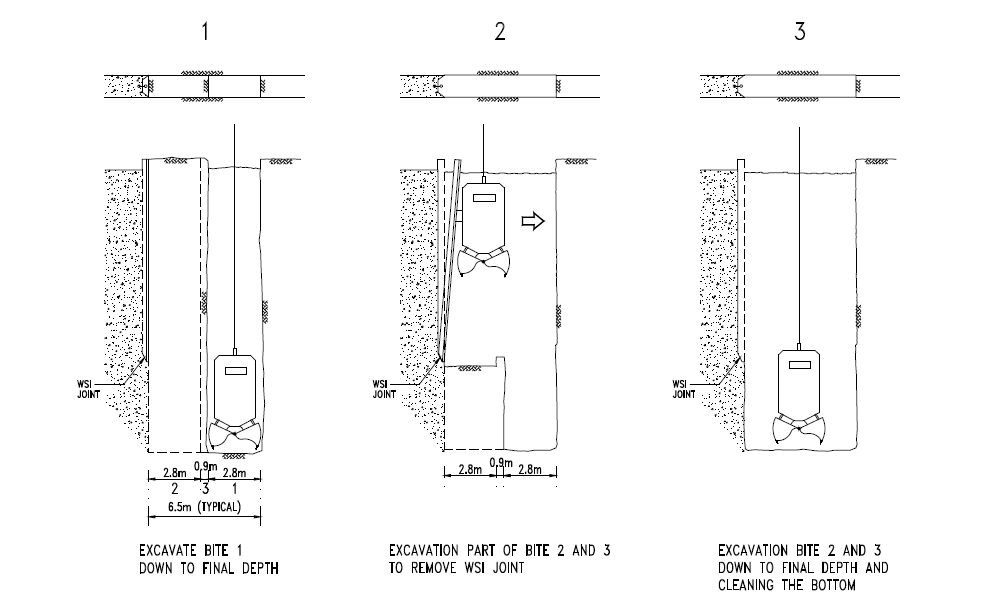 1
2
3
WSI
JOINT
WSI
JOINT
WSI
JOINT
0.9m
2.8m
2.8m
2
3
1
6.5m (TYPICAL)
0.9m
2.8m
2.8m
EXCAVATE BITE 1
DOWN TO FINAL DEPTH
EXCAVATION PART OF BITE 2 AND 3
TO REMOVE WSI JOINT
EXCAVATION BITE 2 AND 3
DOWN TO FINAL DEPTH AND
CLEANING THE BOTTOM